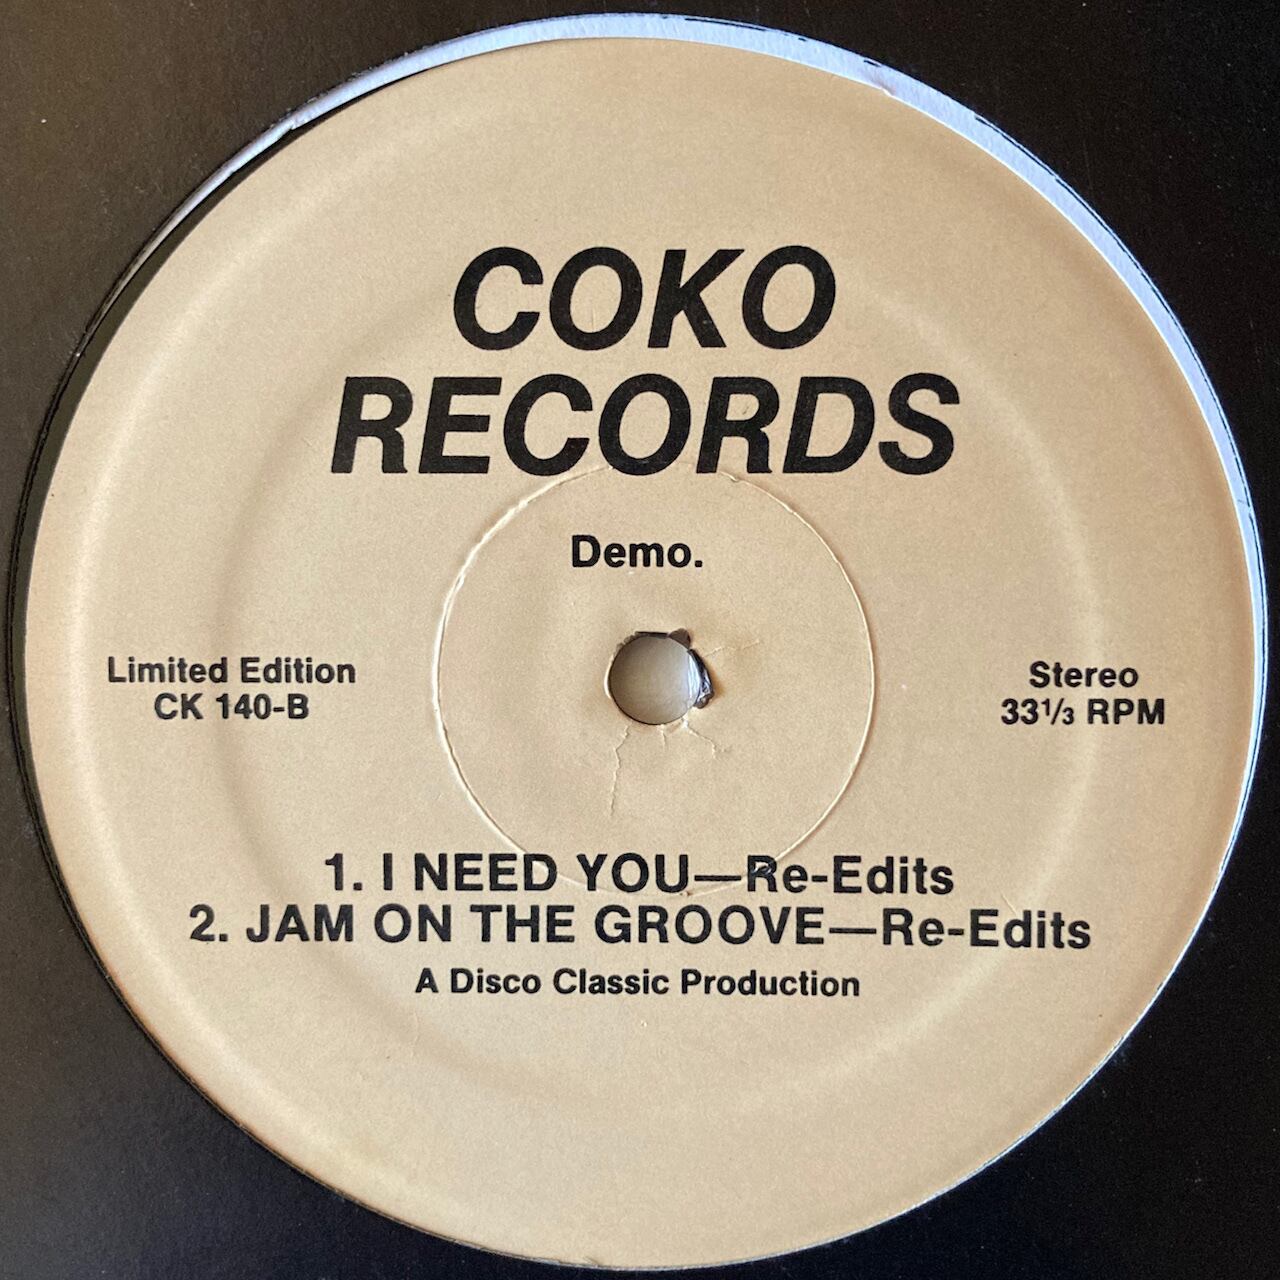 COKO
RECORDS
Demo.
Limited Edition
CK 140-B
Stereo
33⅓ RPM
1. I NEED YOU—Re-Edits
2. JAM ON THE GROOVE—Re-Edits
A Disco Classic Production